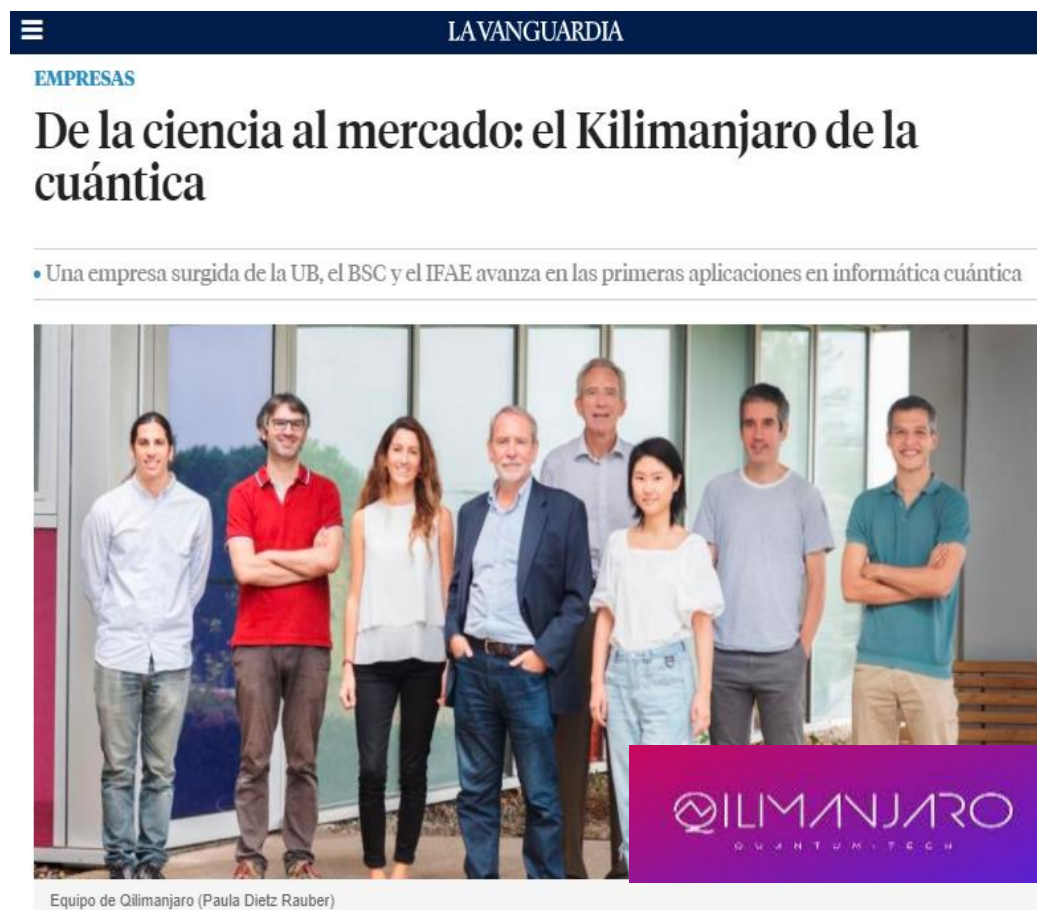 LA VANGUARDIA
EMPRESAS
De la ciencia al mercado: el Kilimanjaro de la
cuántica
• Una empresa surgida de la UB, el BSC y el IFAE avanza en las primeras aplicaciones en informática cuántica
QILIMANJARO
QUANTUM·TECH
Equipo de Qilimanjaro (Paula Dietz Rauber)